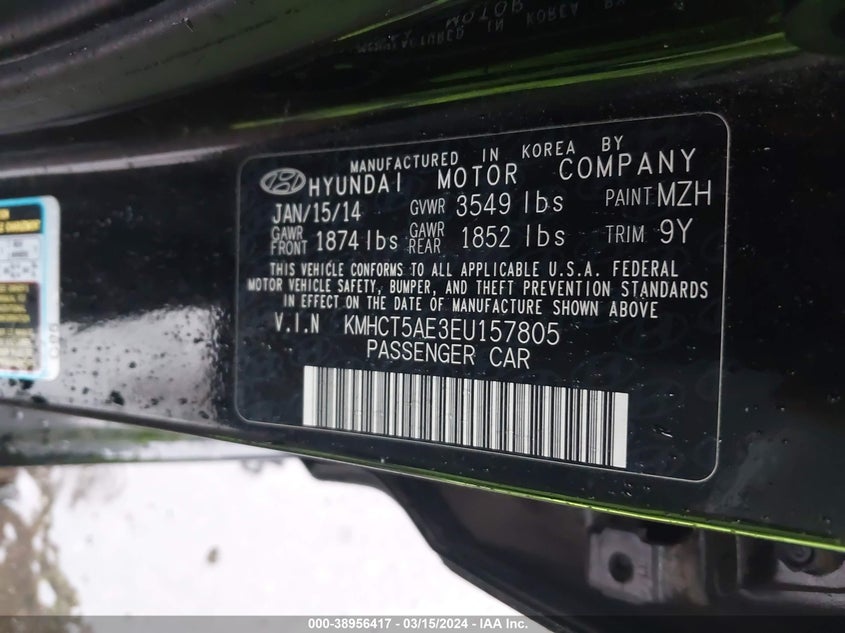 MANUFACTURED IN KOREA BY
HYUNDAI MOTOR COMPANY
JAN/15/14 GVWR 3549 lbs PAINT MZH
GAWR FRONT 1874 lbs GAWR REAR 1852 lbs TRIM 9Y
THIS VEHICLE CONFORMS TO ALL APPLICABLE U.S.A. FEDERAL
MOTOR VEHICLE SAFETY, BUMPER, AND THEFT PREVENTION STANDARDS
IN EFFECT ON THE DATE OF MANUFACTURE SHOWN ABOVE
V.I.N KMHCT5AE3EU157805
PASSENGER CAR
000-38956417 - 03/15/2024 - IAA Inc.